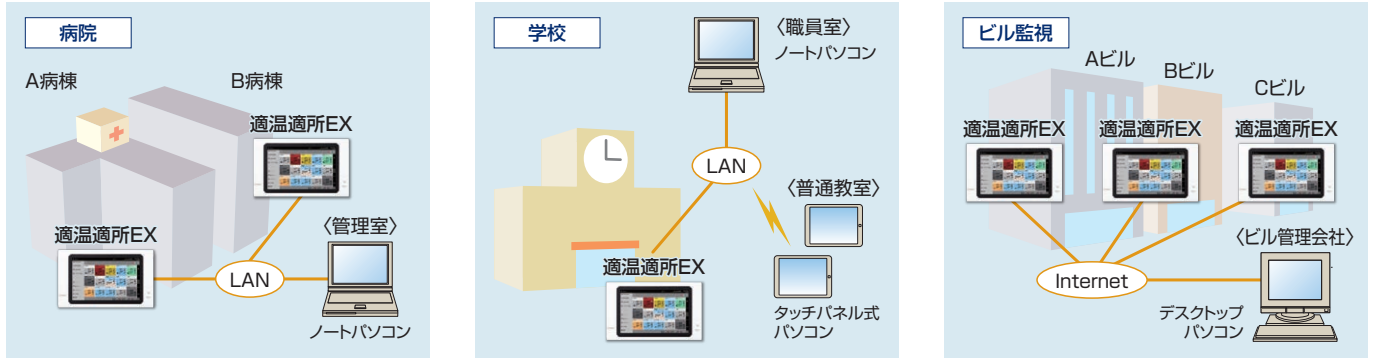 病院
A病棟
B病棟
適温適所EX
適温適所EX
〈管理室〉
LAN
ノートパソコン
学校
〈職員室〉
ノートパソコン
LAN
〈普通教室〉
適温適所EX
タッチパネル式
パソコン
ビル監視
Aビル
Bビル
Cビル
適温適所EX
適温適所EX
適温適所EX
〈ビル管理会社〉
Internet
デスクトップ
パソコン